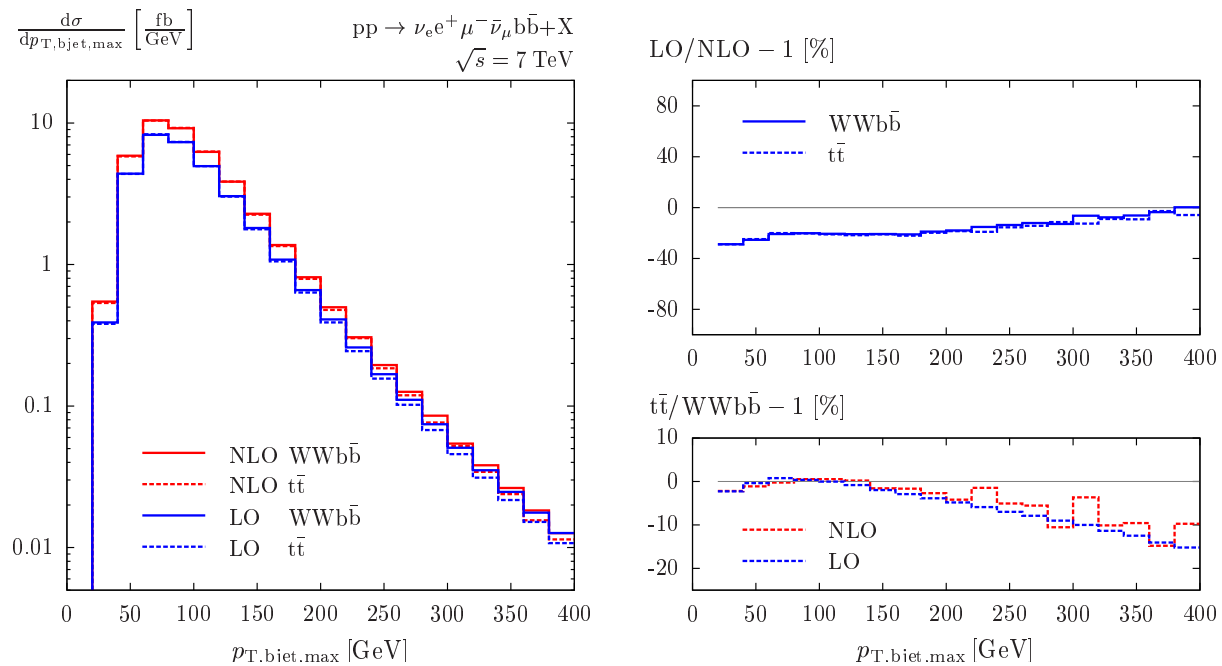 dσ/dp_T,bjet,max [fb/GeV]
pp → ν_e e⁺ μ⁻ ν̄_μ bb̄+X
√s = 7 TeV
10
1
0.1
0.01
NLO WWbb̄
NLO tt̄
LO WWbb̄
LO tt̄
0 50 100 150 200 250 300 350 400
p_T,bjet,max [GeV]
LO/NLO − 1 [%]
80
40
0
-40
-80
WWbb̄
tt̄
0 50 100 150 200 250 300 350 400
tt̄/WWbb̄ − 1 [%]
10
0
-10
-20
NLO
LO
0 50 100 150 200 250 300 350 400
p_T,bjet,max [GeV]